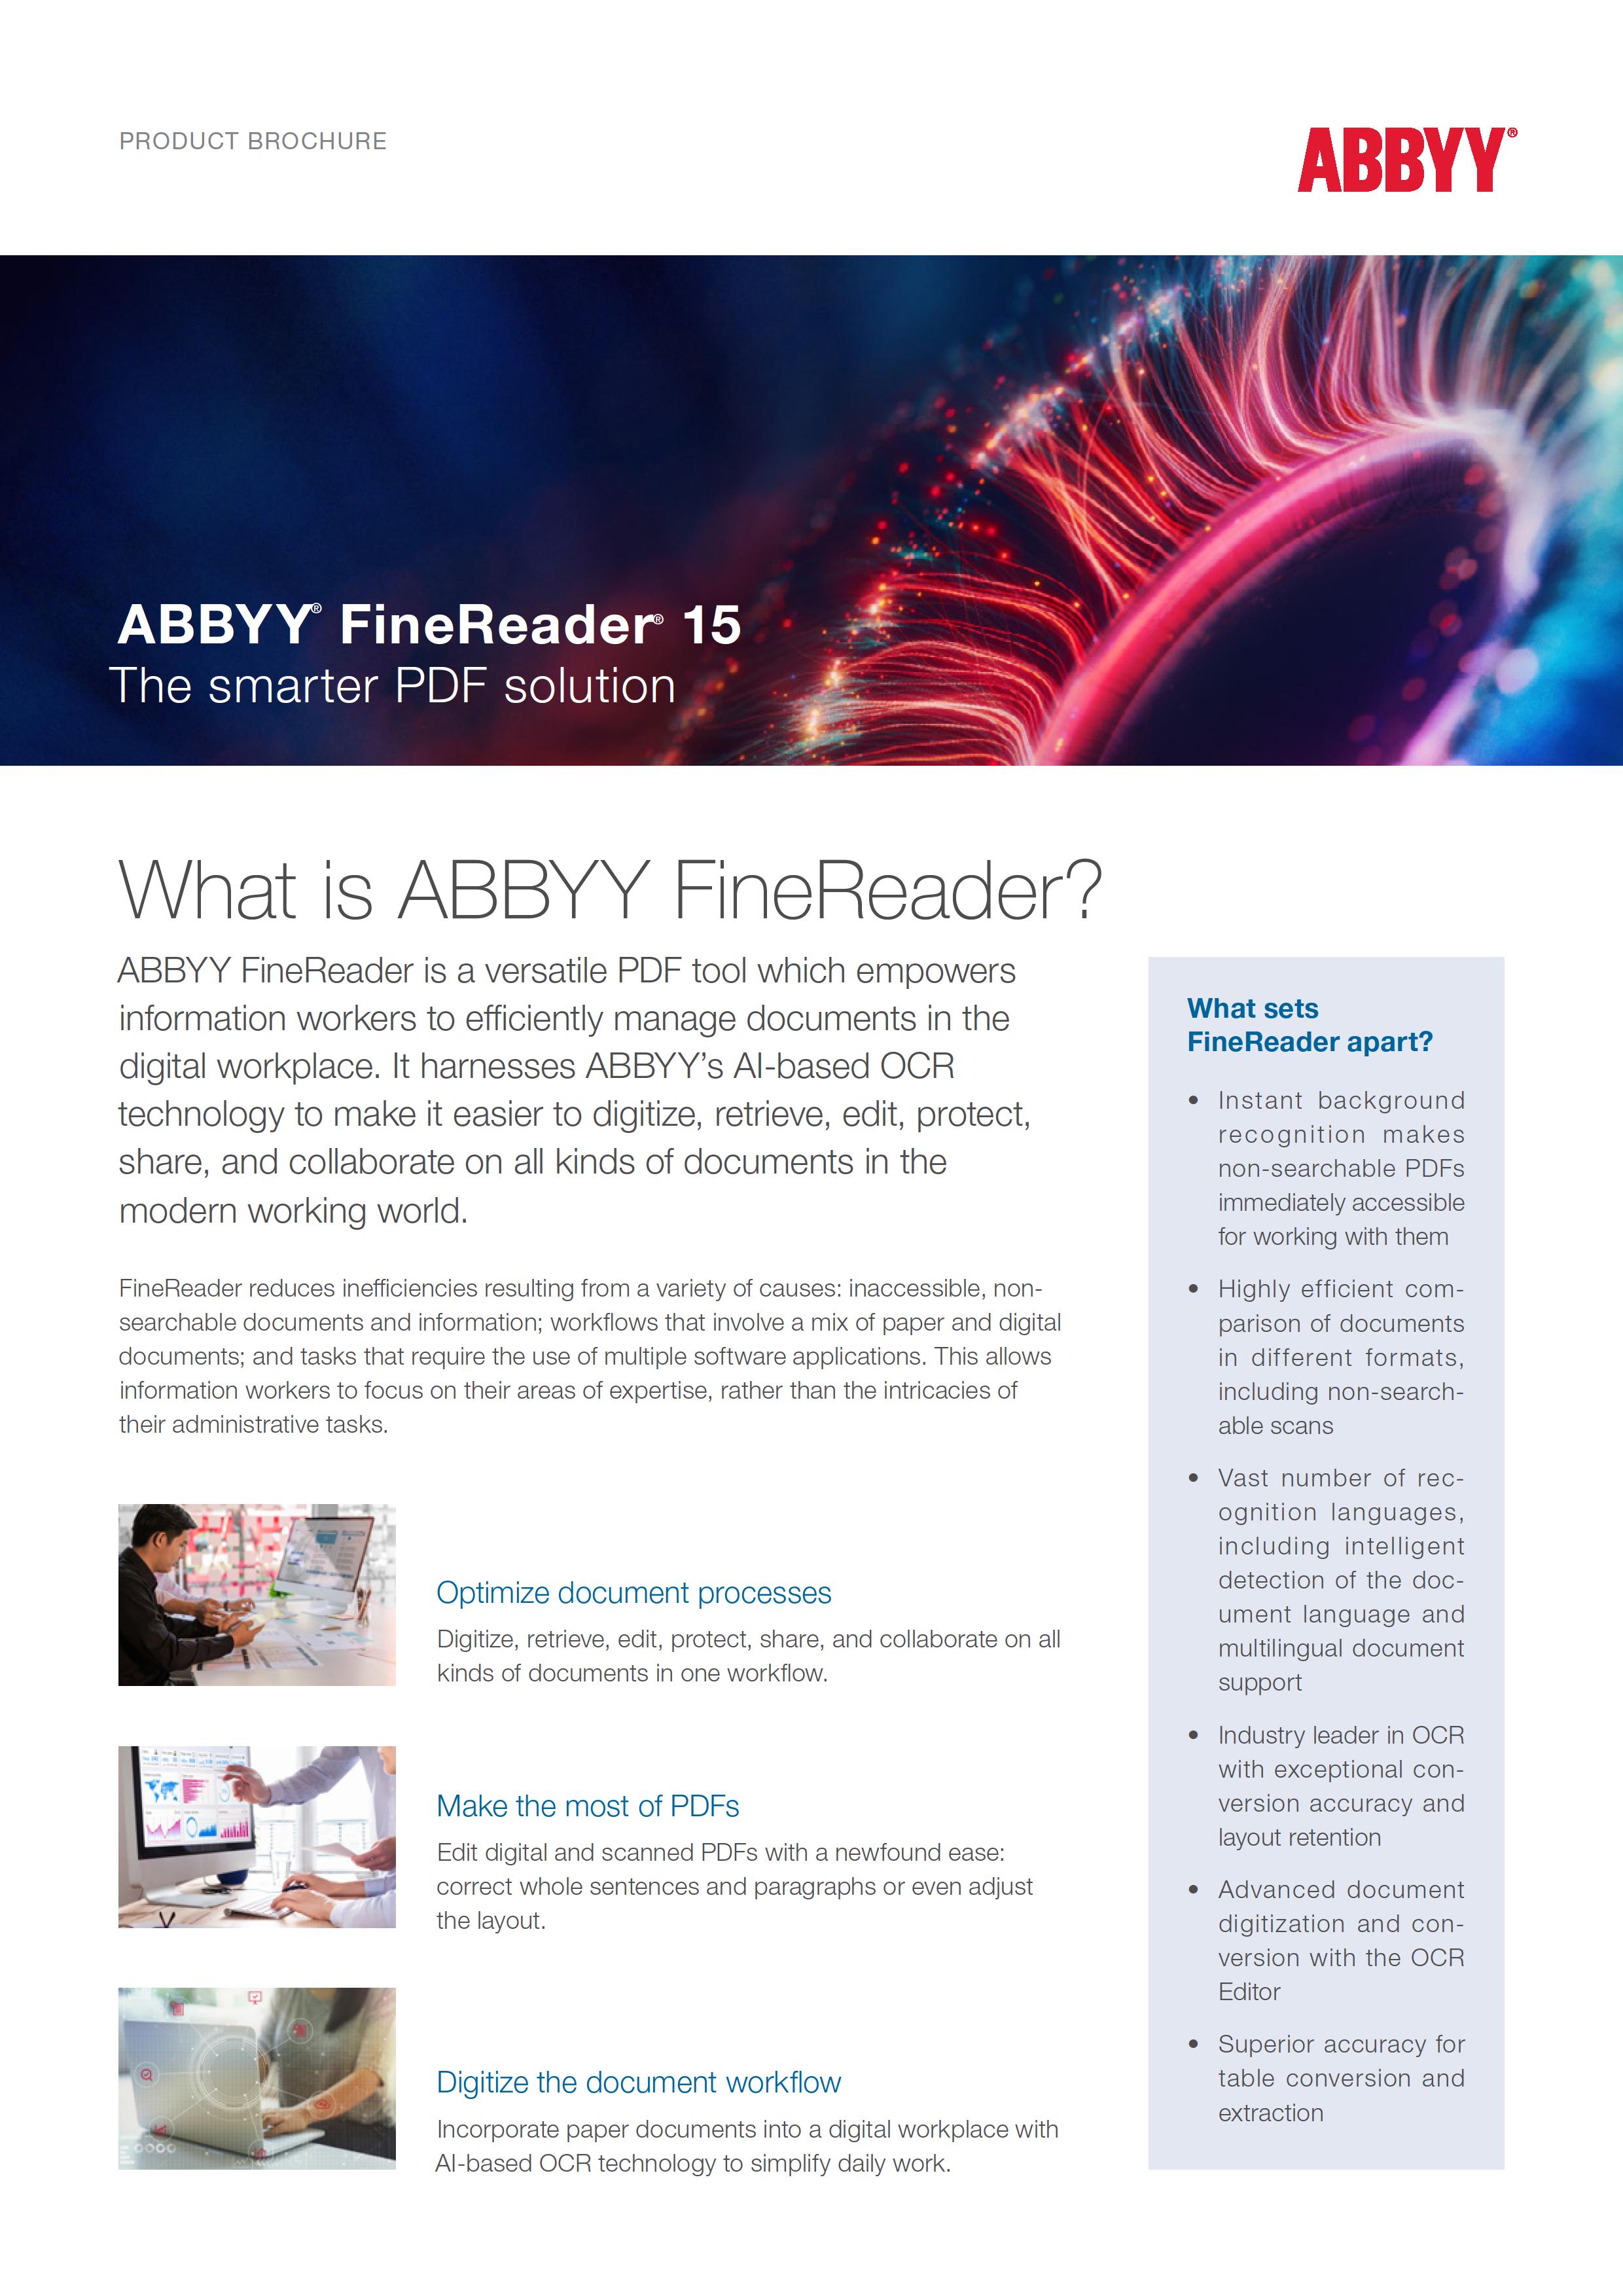 PRODUCT BROCHURE
ABBYY®
ABBYY® FineReader® 15
The smarter PDF solution
What is ABBYY FineReader?
ABBYY FineReader is a versatile PDF tool which empowers
information workers to efficiently manage documents in the
digital workplace. It harnesses ABBYY’s AI-based OCR
technology to make it easier to digitize, retrieve, edit, protect,
share, and collaborate on all kinds of documents in the
modern working world.
FineReader reduces inefficiencies resulting from a variety of causes: inaccessible, non-
searchable documents and information; workflows that involve a mix of paper and digital
documents; and tasks that require the use of multiple software applications. This allows
information workers to focus on their areas of expertise, rather than the intricacies of
their administrative tasks.
Optimize document processes
Digitize, retrieve, edit, protect, share, and collaborate on all
kinds of documents in one workflow.
Make the most of PDFs
Edit digital and scanned PDFs with a newfound ease:
correct whole sentences and paragraphs or even adjust
the layout.
Digitize the document workflow
Incorporate paper documents into a digital workplace with
AI-based OCR technology to simplify daily work.
What sets
FineReader apart?
• Instant background
recognition makes
non-searchable PDFs
immediately accessible
for working with them
• Highly efficient com-
parison of documents
in different formats,
including non-search-
able scans
• Vast number of rec-
ognition languages,
including intelligent
detection of the doc-
ument language and
multilingual document
support
• Industry leader in OCR
with exceptional con-
version accuracy and
layout retention
• Advanced document
digitization and con-
version with the OCR
Editor
• Superior accuracy for
table conversion and
extraction